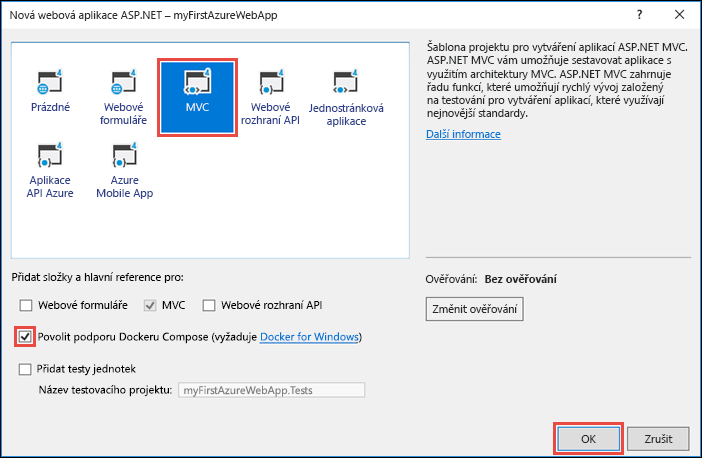 Nová webová aplikace ASP.NET – myFirstAzureWebApp
?
Prázdné
Webové
formuláře
MVC
Webové
rozhraní API
Jednostránková
aplikace
Aplikace
API Azure
Azure
Mobile App
Šablona projektu pro vytváření aplikací ASP.NET MVC.
ASP.NET MVC vám umožňuje sestavovat aplikace s
využitím architektury MVC. ASP.NET MVC zahrnuje
řadu funkcí, které umožňují rychlý vývoj založený
na testování pro vytváření aplikací, které využívají
nejnovější standardy.
Další informace
Přidat složky a hlavní reference pro:
Webové formuláře
MVC
Webové rozhraní API
Povolit podporu Dockeru Compose (vyžaduje Docker for Windows)
Přidat testy jednotek
Název testovacího projektu:
myFirstAzureWebApp.Tests
Ověřování: Bez ověřování
Změnit ověřování
OK
Zrušit